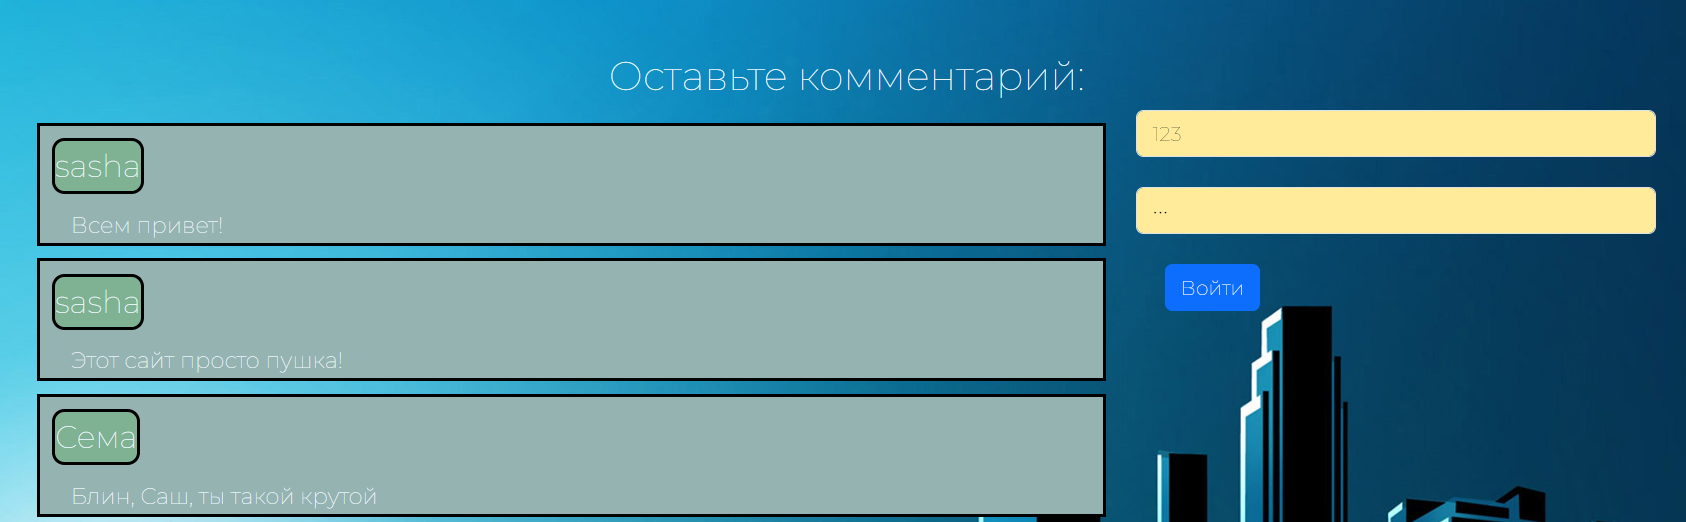 Оставьте комментарий:
sasha
Всем привет!
sasha
Этот сайт просто пушка!
Сема
Блин, Саш, ты такой крутой
123
...
Войти